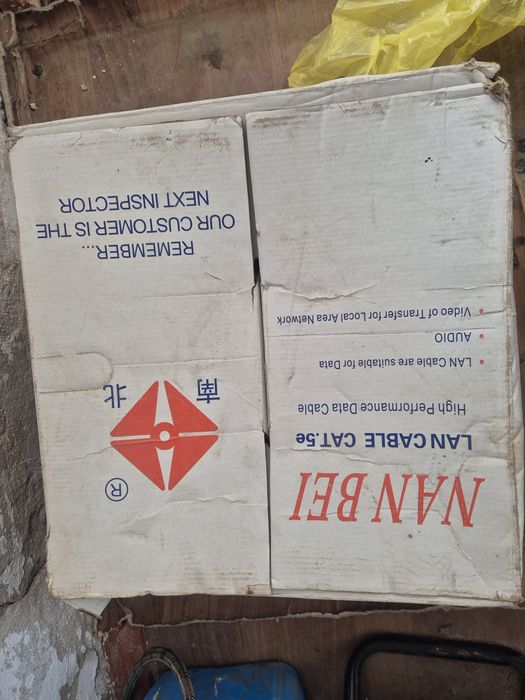 NAN BEI
LAN CABLE CAT.5e
High Performance Data Cable
• LAN Cable are suitable for Data
• AUDIO
• Video of Transfer for Local Area Network
®
南 北
REMEMBER...
OUR CUSTOMER IS THE
NEXT INSPECTOR